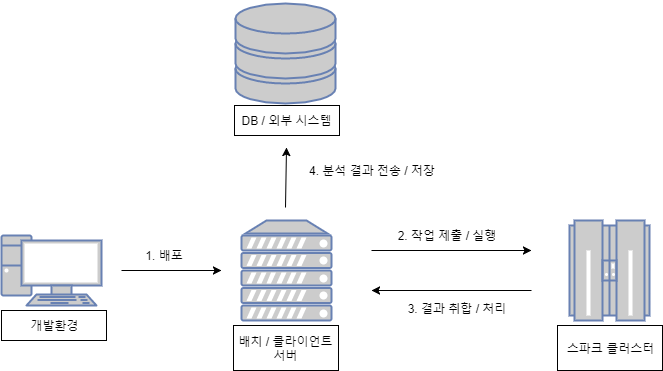 DB / 외부 시스템
4. 분석 결과 전송 / 저장
1. 배포
2. 작업 제출 / 실행
3. 결과 취합 / 처리
개발환경
배치 / 클라이언트
서버
스파크 클러스터